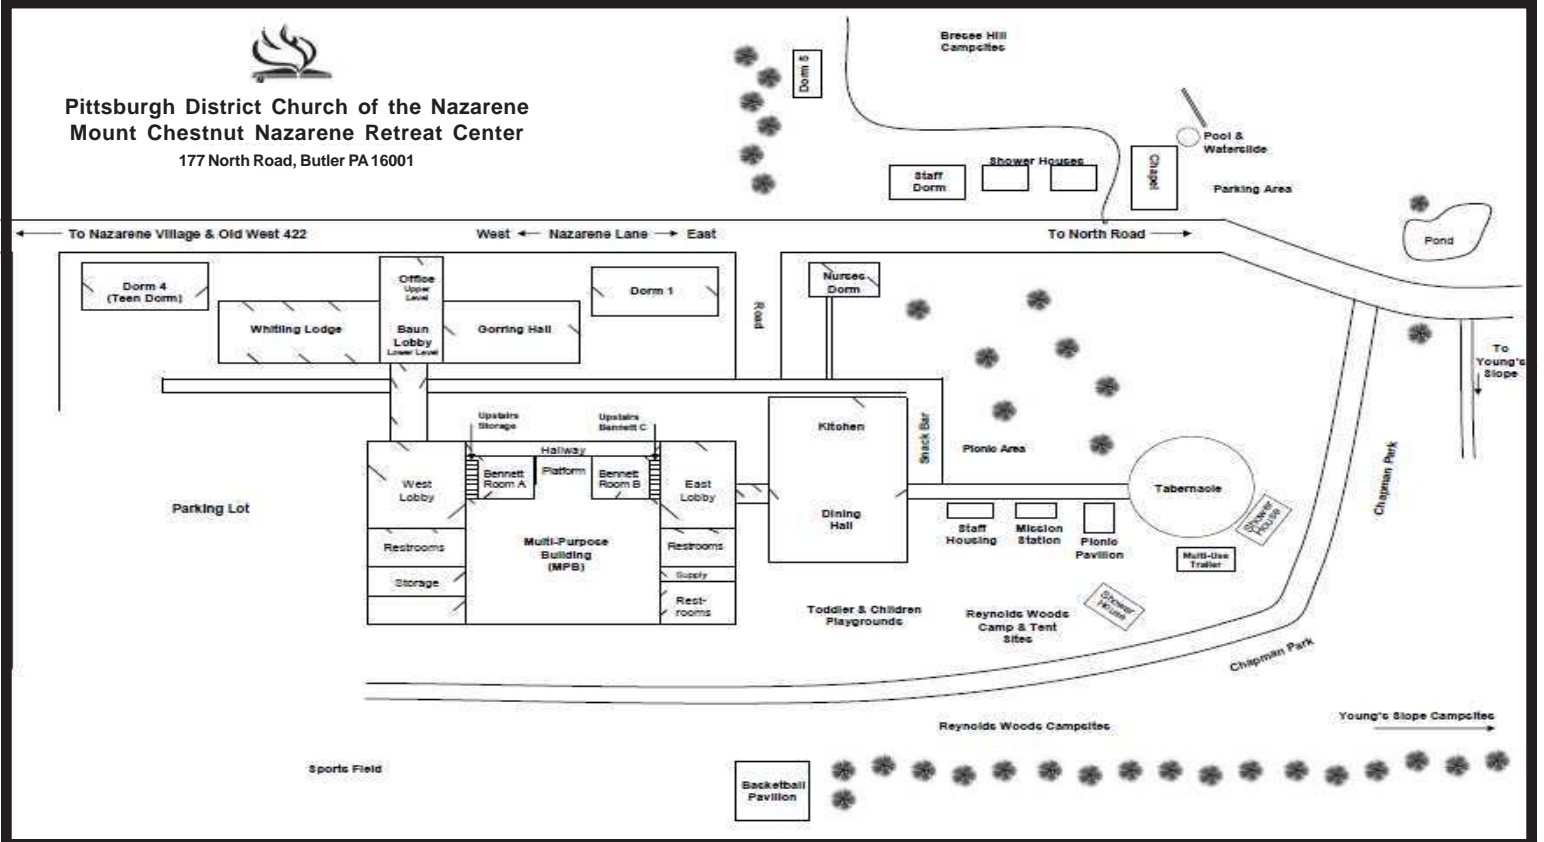 Pittsburgh District Church of the Nazarene
Mount Chestnut Nazarene Retreat Center
177 North Road, Butler PA 16001
Bresee Hill
Campsites
Dorm 5
Pool &
Waterslide
Shower Houses
Staff
Dorm
Chapel
Parking Area
Pond
To Nazarene Village & Old West 422
West
Nazarene Lane
East
To North Road
Dorm 4
(Teen Dorm)
Office
Upper
Level
Dorm 1
Nurses
Dorm
Road
Whitling Lodge
Baun
Lobby
Lower Level
Gorring Hall
To
Young's
Slope
Upstairs
Storage
Upstairs
Bennett C
Kitchen
Snack Bar
Picnic Area
Hallway
Bennett
Room A
Platform
Bennett
Room B
West
Lobby
East
Lobby
Tabernacle
Chapman Park
Parking Lot
Dining
Hall
Staff
Housing
Mission
Station
Picnic
Pavilion
Shower
House
Multi-Use
Trailer
Restrooms
Multi-Purpose
Building
(MPB)
Restrooms
Storage
Supply
Rest-
rooms
Toddler & Children
Playgrounds
Reynolds Woods
Camp & Tent
Sites
Shower
House
Chapman Park
Reynolds Woods Campsites
Young's Slope Campsites
Sports Field
Basketball
Pavilion